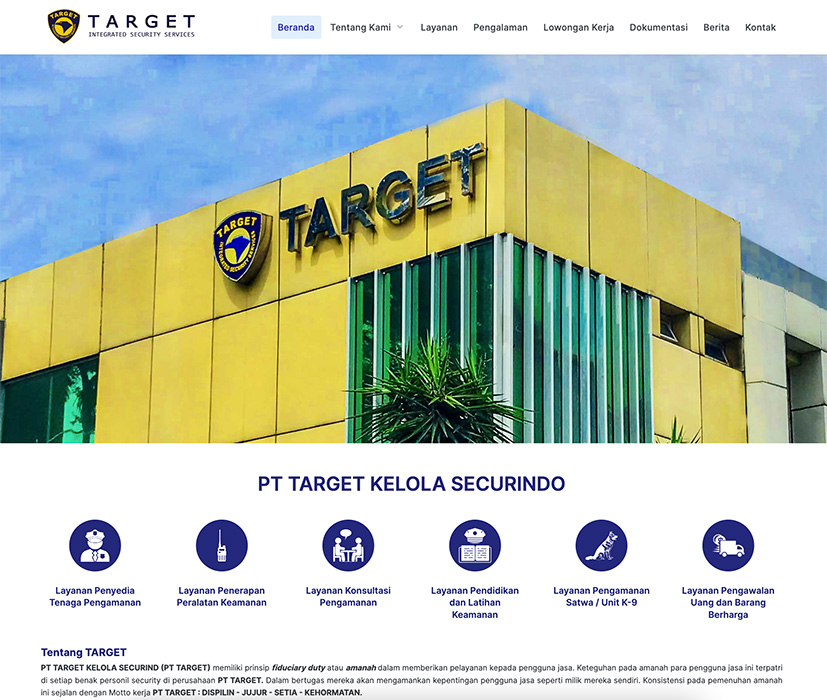 TARGET
TARGET
INTEGRATED SECURITY SERVICES
Beranda
Tentang Kami
Layanan
Pengalaman
Lowongan Kerja
Dokumentasi
Berita
Kontak
TARGET
TARGET
INTEGRATED SECURITY SERVICES
PT TARGET KELOLA SECURINDO
Layanan Penyedia
Tenaga Pengamanan
Layanan Penerapan
Peralatan Keamanan
Layanan Konsultasi
Pengamanan
Layanan Pendidikan
dan Latihan
Keamanan
Layanan Pengamanan
Satwa / Unit K-9
Layanan Pengawalan
Uang dan Barang
Berharga
Tentang TARGET
PT TARGET KELOLA SECURIND (PT TARGET) memiliki prinsip fiduciary duty atau amanah dalam memberikan pelayanan kepada pengguna jasa. Keteguhan pada amanah para pengguna jasa ini terpatri
di setiap benak personil security di perusahaan PT TARGET. Dalam bertugas mereka akan mengamankan kepentingan pengguna jasa seperti milik mereka sendiri. Konsistensi pada pemenuhan amanah
ini sejalan dengan Motto kerja PT TARGET : DISPILIN - JUJUR - SETIA - KEHORMATAN.